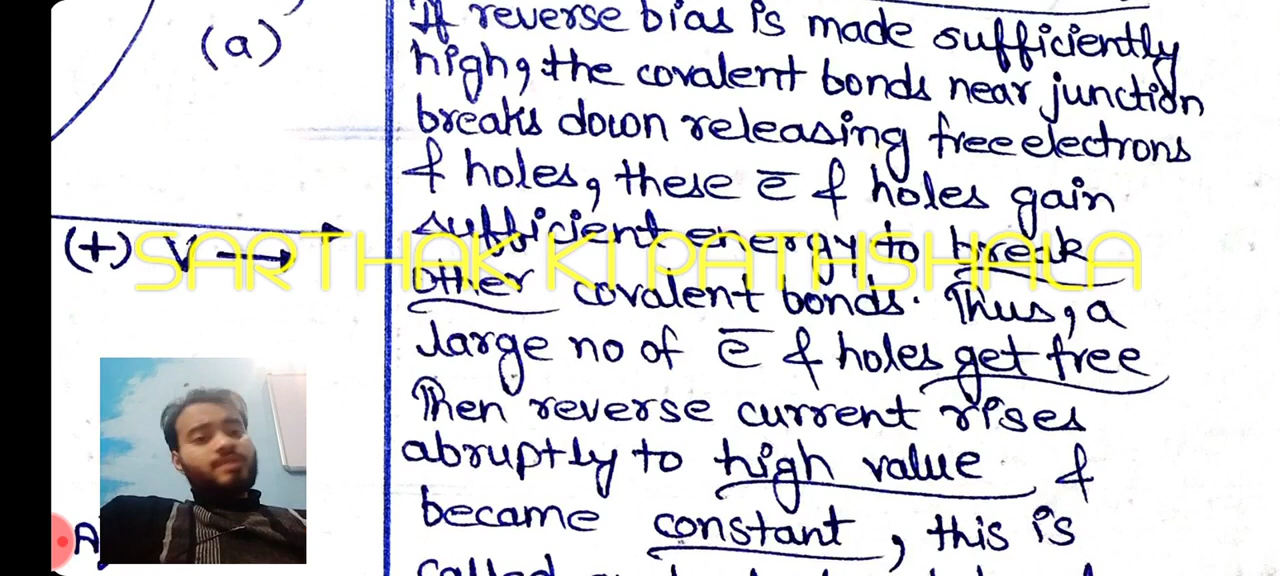 (a)
(+) V
A
If reverse bias is made sufficiently
high, the covalent bonds near junction
breaks down releasing free electrons
& holes, these e̅ & holes gain
sufficient energy to break
other covalent bonds. Thus, a
large no of e̅ & holes get free
Then reverse current rises
abruptly to high value &
became constant, this is
called
SARTHAK KI PATHSHALA